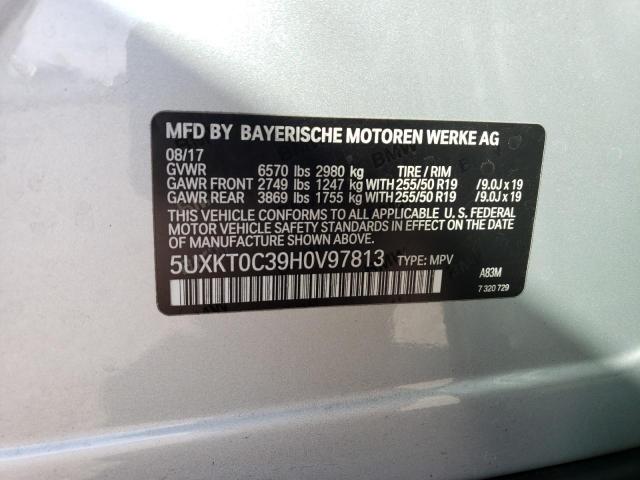 MFD BY BAYERISCHE MOTOREN WERKE AG
08/17
GVWR 6570 lbs 2980 kg TIRE / RIM
GAWR FRONT 2749 lbs 1247 kg WITH 255/50 R19 /9.0J x 19
GAWR REAR 3869 lbs 1755 kg WITH 255/50 R19 /9.0J x 19
THIS VEHICLE CONFORMS TO ALL APPLICABLE U. S. FEDERAL
MOTOR VEHICLE SAFETY STANDARDS IN EFFECT ON THE DATE
OF MANUFACTURE SHOWN ABOVE.
5UXKT0C39H0V97813 TYPE: MPV
A83M
7 320 729